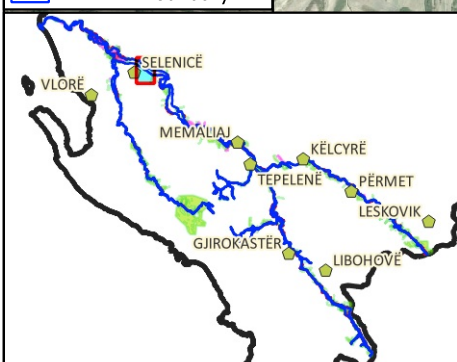 SELENICË
VLORË
MEMALIAJ
KËLCYRË
TEPELENË
PËRMET
LESKOVIK
GJIROKASTËR
LIBOHOVË